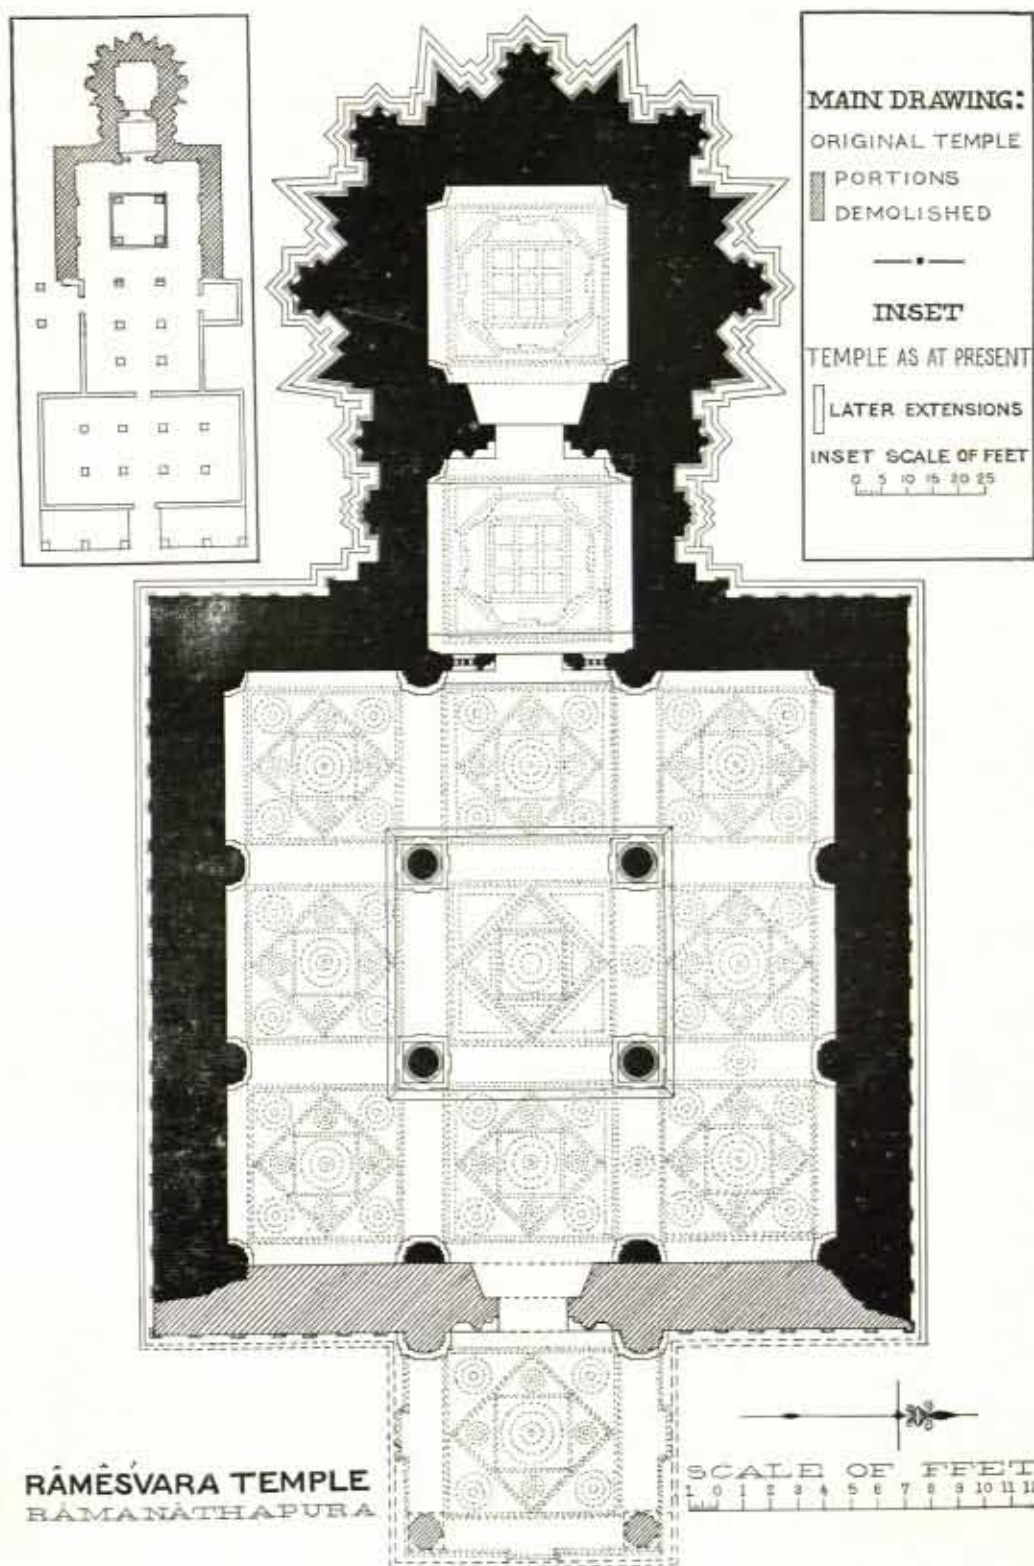 MAIN DRAWING:
ORIGINAL TEMPLE
PORTIONS
DEMOLISHED
INSET
TEMPLE AS AT PRESENT
LATER EXTENSIONS
INSET SCALE OF FEET
0 5 10 15 20 25
RÂMÊŚVARA TEMPLE
RÂMANÀTHAPURA
SCALE OF FEET
1 0 1 2 3 4 5 6 7 8 9 10 11 12